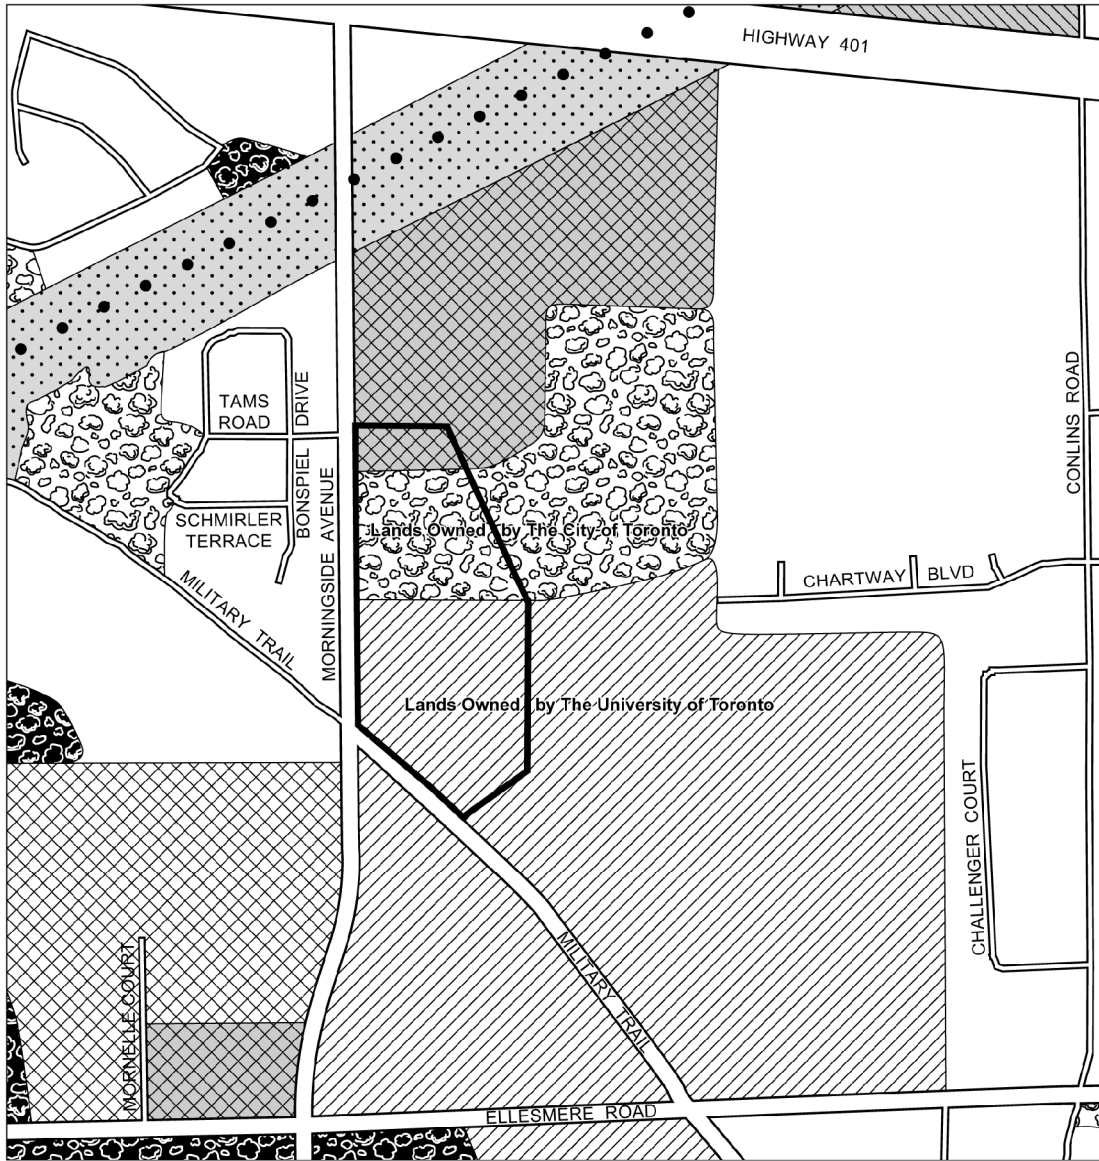 HIGHWAY 401
TAMS
ROAD
BONSPIEL DRIVE
SCHMIRLER
TERRACE
MORNINGSIDE AVENUE
MILITARY TRAIL
CONLINS ROAD
Lands Owned by The City of Toronto
CHARTWAY BLVD
Lands Owned by The University of Toronto
CHALLENGER COURT
MILITARY TRAIL
MORNELLE COURT
ELLESMERE ROAD